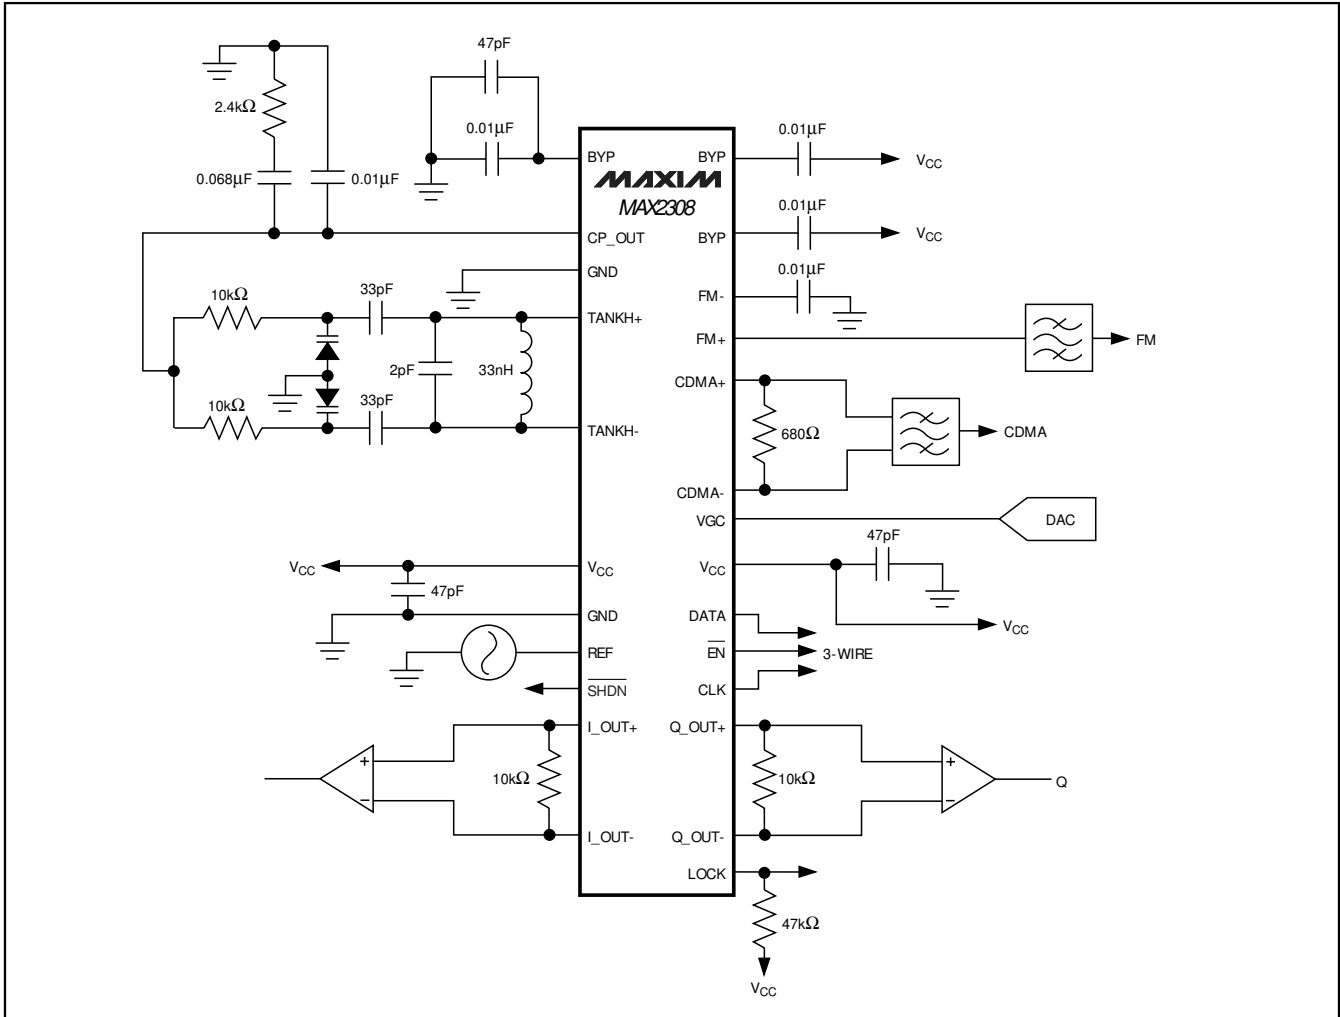 47pF
2.4kΩ
0.01µF
0.01µF
0.068µF
0.01µF
BYP
BYP
VCC
MAXIM
MAX2308
0.01µF
CP_OUT
BYP
VCC
GND
0.01µF
FM-
10kΩ
33pF
TANKH+
FM+
FM
2pF
33nH
CDMA+
10kΩ
33pF
TANKH-
680Ω
CDMA
CDMA-
VGC
DAC
47pF
VCC
VCC
VCC
47pF
GND
DATA
VCC
REF
EN
3-WIRE
SHDN
CLK
I_OUT+
Q_OUT+
+
−
10kΩ
10kΩ
+
−
Q
I_OUT-
Q_OUT-
LOCK
47kΩ
VCC